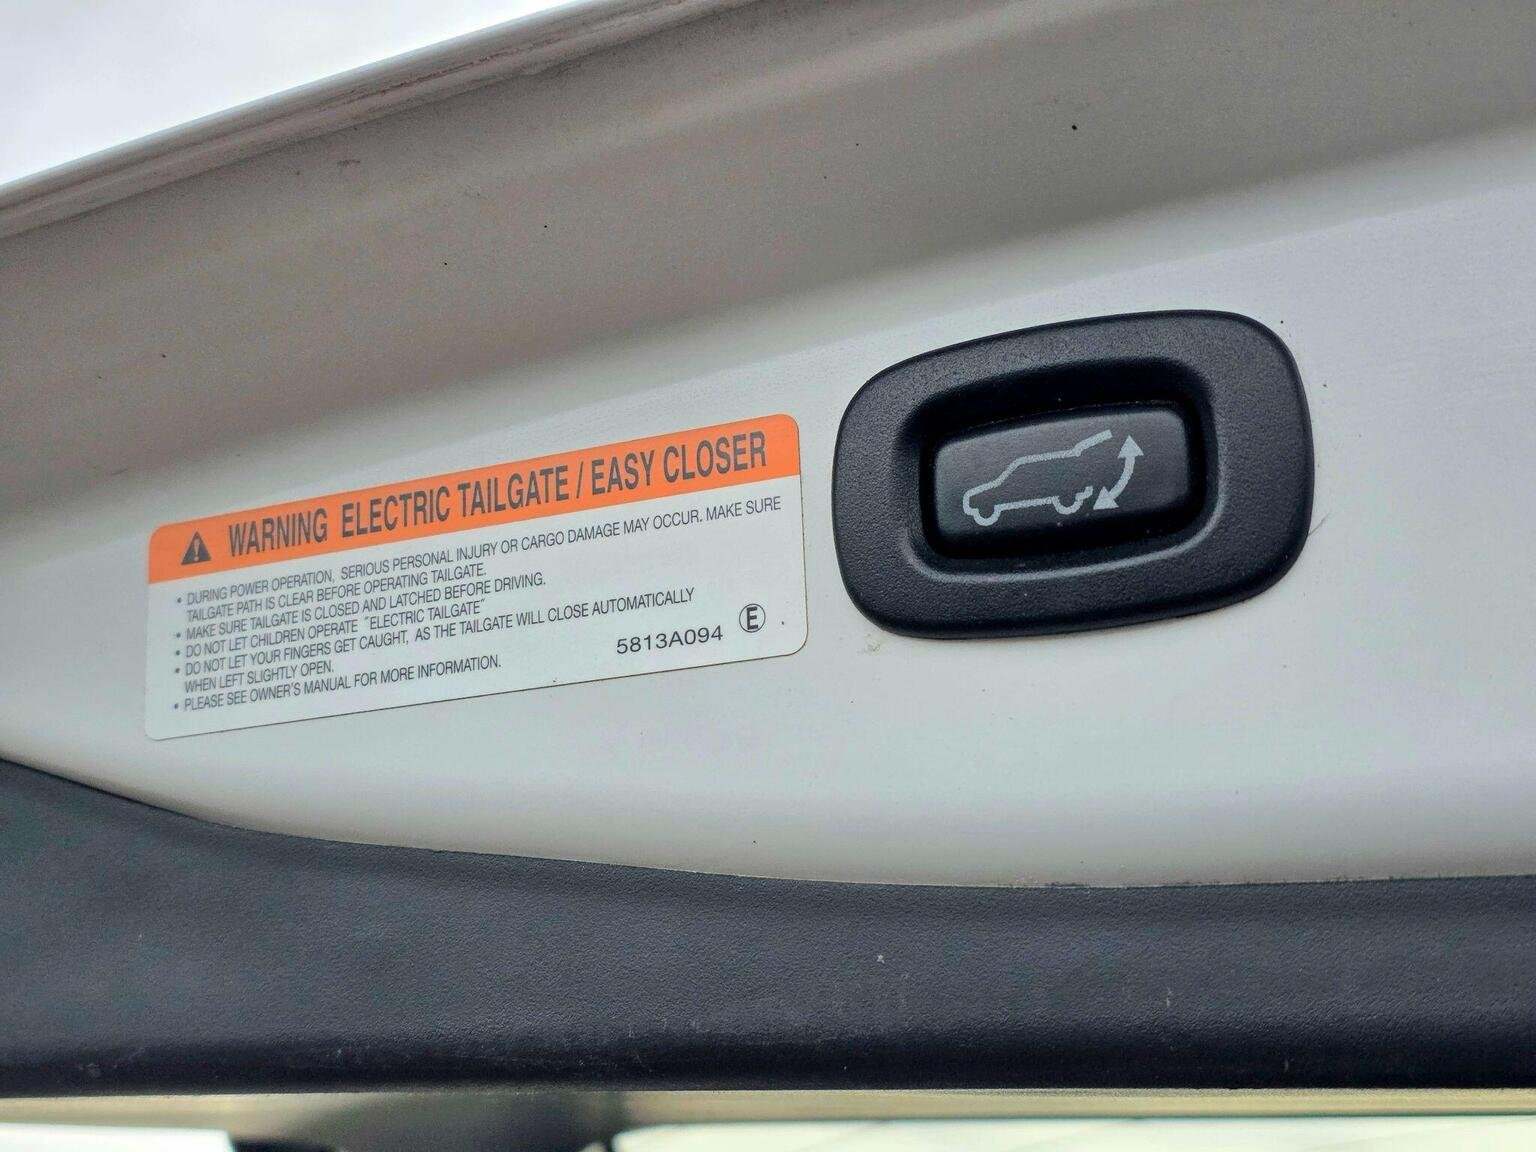 WARNING ELECTRIC TAILGATE / EASY CLOSER
• DURING POWER OPERATION, SERIOUS PERSONAL INJURY OR CARGO DAMAGE MAY OCCUR. MAKE SURE
TAILGATE PATH IS CLEAR BEFORE OPERATING TAILGATE.
• MAKE SURE TAILGATE IS CLOSED AND LATCHED BEFORE DRIVING.
• DO NOT LET CHILDREN OPERATE "ELECTRIC TAILGATE"
• DO NOT LET YOUR FINGERS GET CAUGHT, AS THE TAILGATE WILL CLOSE AUTOMATICALLY
WHEN LEFT SLIGHTLY OPEN.
• PLEASE SEE OWNER'S MANUAL FOR MORE INFORMATION.
5813A094 Ⓔ